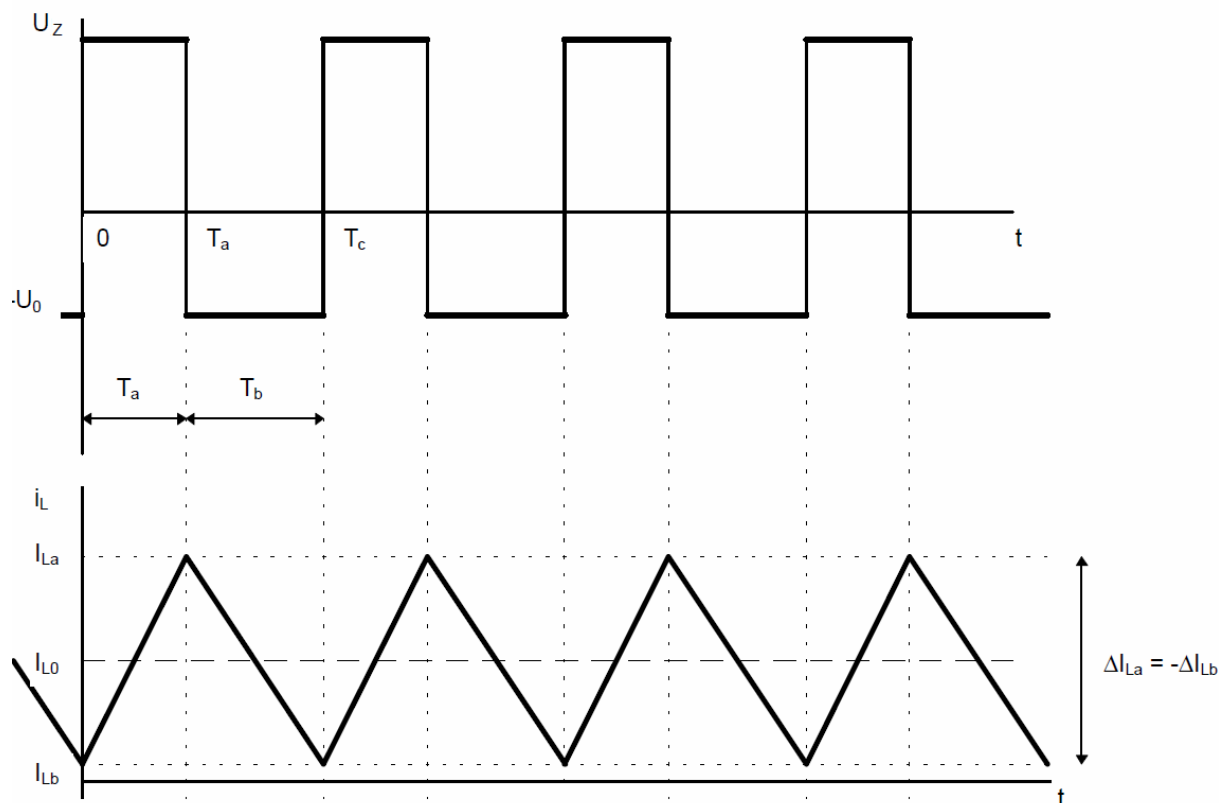 U_Z
0 T_a T_c t
-U_0
T_a T_b
i_L
I_La
I_L0
ΔI_La = -ΔI_Lb
I_Lb
t